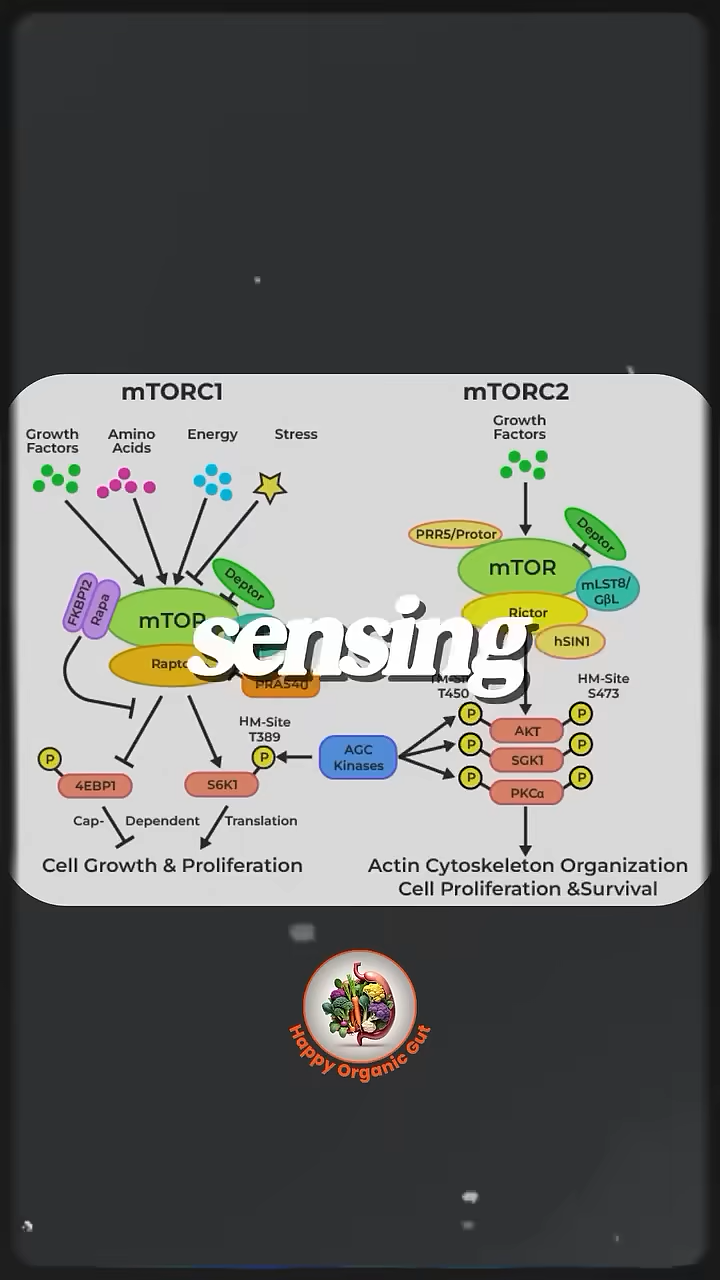 mTORC1
Growth
Factors
Amino
Acids
Energy
Stress
FKBP12
Rapa
mTOR
Deptor
PRAS40
HM-Site
T389
P
4EBP1
S6K1
P
AGC
Kinases
Cap-
Dependent
Translation
Cell Growth & Proliferation
mTORC2
Growth
Factors
PRR5/Protor
Deptor
mTOR
mLST8/
GβL
Rictor
hSIN1
T450
HM-Site
S473
P
AKT
P
P
SGK1
P
P
PKCα
P
Actin Cytoskeleton Organization
Cell Proliferation &Survival
sensing
Happy Organic Gut